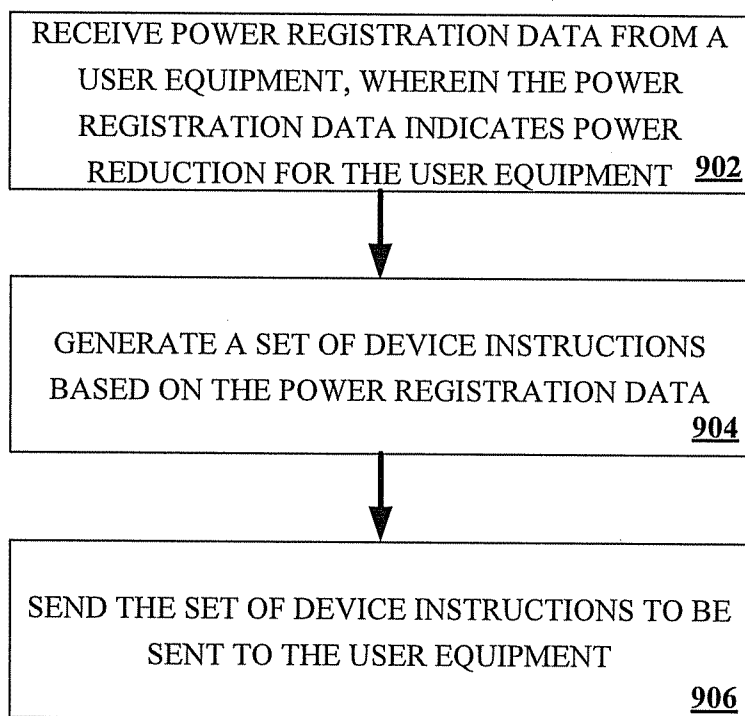 RECEIVE POWER REGISTRATION DATA FROM A
USER EQUIPMENT, WHEREIN THE POWER
REGISTRATION DATA INDICATES POWER
REDUCTION FOR THE USER EQUIPMENT 902
GENERATE A SET OF DEVICE INSTRUCTIONS
BASED ON THE POWER REGISTRATION DATA
904
SEND THE SET OF DEVICE INSTRUCTIONS TO BE
SENT TO THE USER EQUIPMENT
906